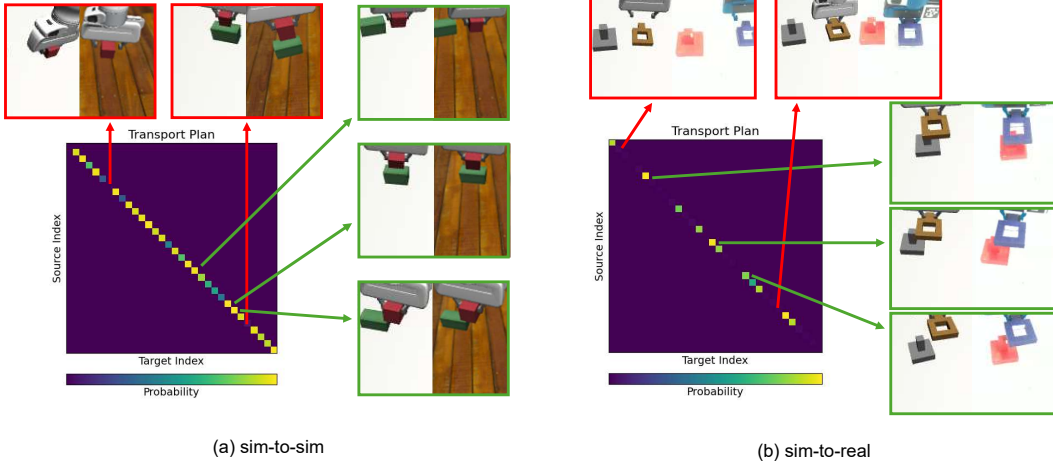 Transport Plan
Source Index
Target Index
Probability
(a) sim-to-sim
Transport Plan
Source Index
Target Index
Probability
(b) sim-to-real